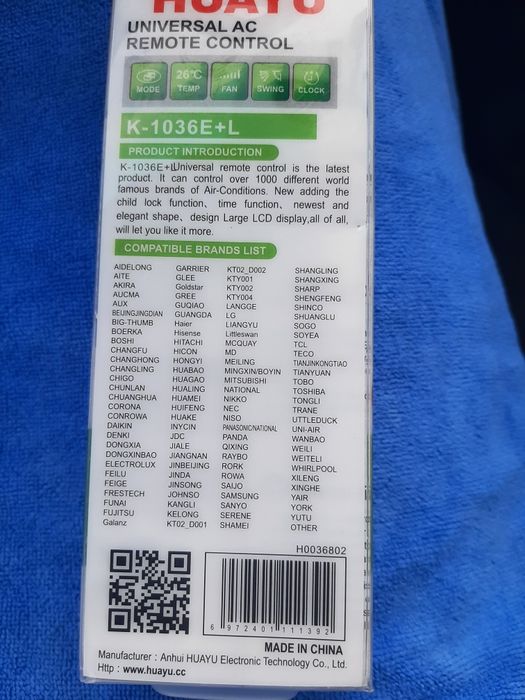 HUAYU
UNIVERSAL AC
REMOTE CONTROL
26℃
MODE TEMP FAN SWING CLOCK
K-1036E+L
PRODUCT INTRODUCTION
K-1036E+LUniversal remote control is the latest
product. It can control over 1000 different world
famous brands of Air-Conditions. New adding the
child lock function、time function、newest and
elegant shape、design Large LCD display,all of all,
will let you like it more.
COMPATIBLE BRANDS LIST
AIDELONG
AITE
AKIRA
AUCMA
AUX
BEIJINGJINGDIAN
BIG-THUMB
BOERKA
BOSHI
CHANGFU
CHANGHONG
CHANGLING
CHIGO
CHUNLAN
CHUANGHUA
CORONA
CONROWA
DAIKIN
DENKI
DONGXIA
DONGXINBAO
ELECTROLUX
FEILU
FEIGE
FRESTECH
FUNAI
FUJITSU
Galanz
GARRIER
GLEE
Goldstar
GREE
GUQIAO
GUANGDA
Haier
Hisense
HITACHI
HICON
HONGYI
HUABAO
HUAGAO
HUALING
HUAMEI
HUIFENG
HUAKE
INYCIN
JDC
JIALE
JIANGNAN
JINBEIJING
JINDA
JINSONG
JOHNSO
KANGLI
KELONG
KT02_D001
KT02_D002
KTY001
KTY002
KTY004
LANGGE
LG
LIANGYU
Littleswan
MCQUAY
MD
MEILING
MINGXIN/BOYIN
MITSUBISHI
NATIONAL
NIKKO
NEC
NISO
PANASONIC/NATIONAL
PANDA
QIXING
RAYBO
RORK
ROWA
SAIJO
SAMSUNG
SANYO
SERENE
SHAMEI
SHANGLING
SHANGXING
SHARP
SHENGFENG
SHINCO
SHUANGLU
SOGO
SOYEA
TCL
TECO
TIANJINKONGTIAO
TIANYUAN
TOBO
TOSHIBA
TONGLI
TRANE
UTTLEDUCK
UNI-AIR
WANBAO
WEILI
WEITELI
WHIRLPOOL
XILENG
XINGHE
YAIR
YORK
YUTU
OTHER
H0036802
6 972401 111392
MADE IN CHINA
Manufacturer : Anhui HUAYU Electronic Technology Co., Ltd.
Http : www.huayu.cc